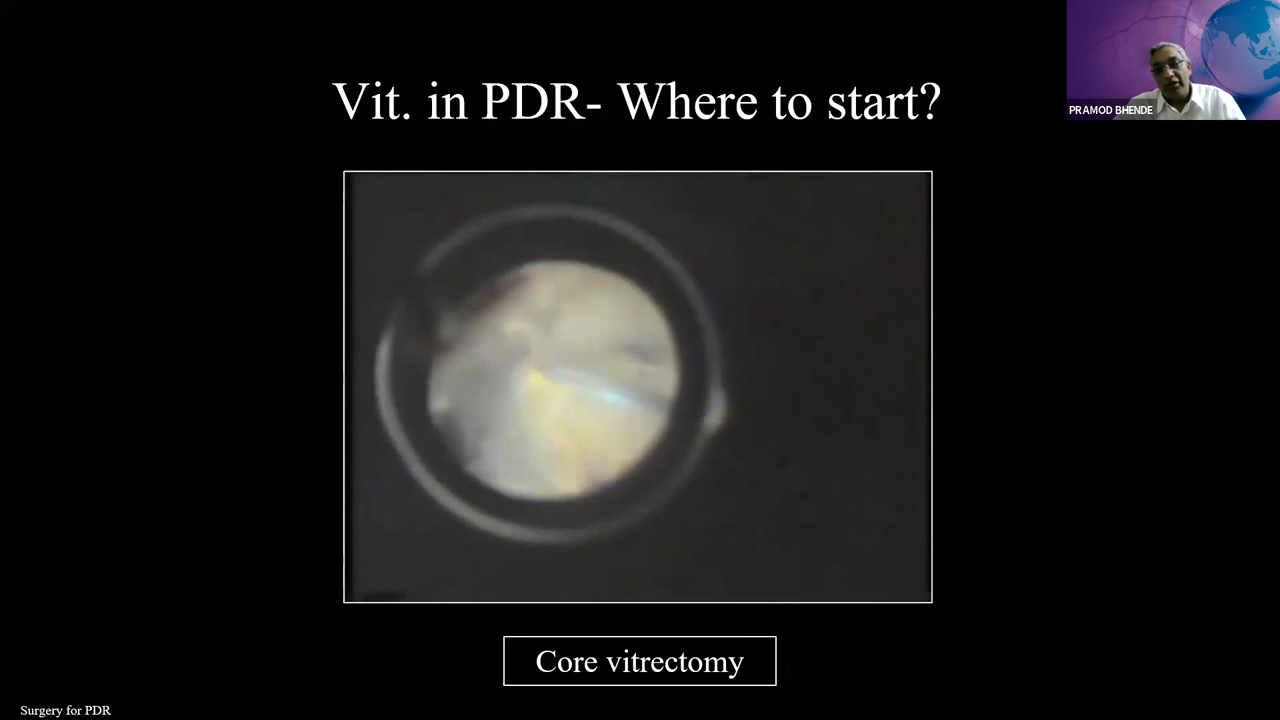 Vit. in PDR- Where to start?
PRAMOD BHENDE
Core vitrectomy
Surgery for PDR